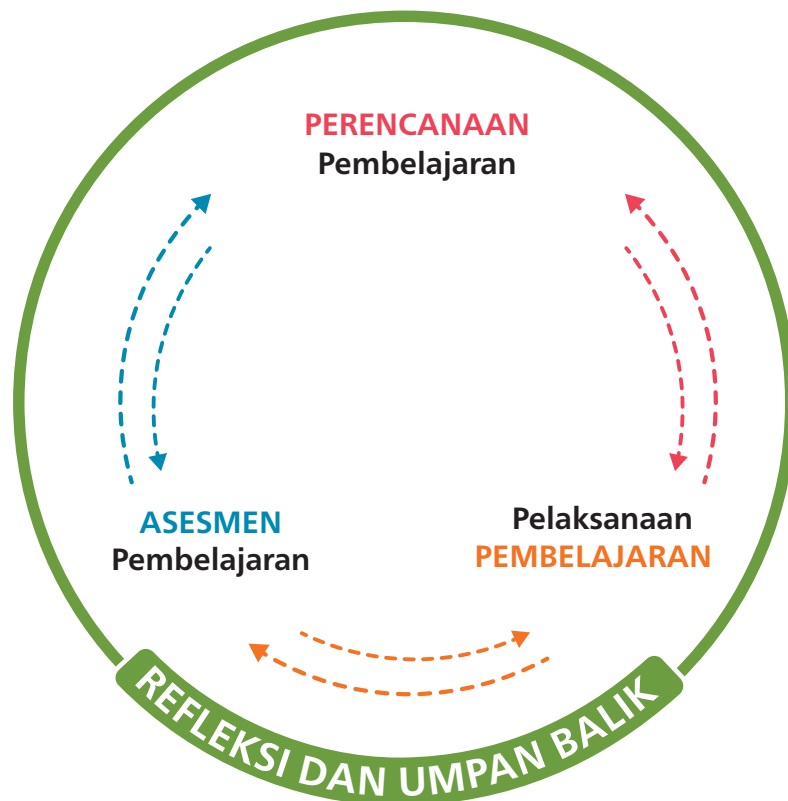 PERENCANAAN
Pembelajaran
ASESMEN
Pembelajaran
Pelaksanaan
PEMBELAJARAN
REFLEKSI DAN UMPAN BALIK